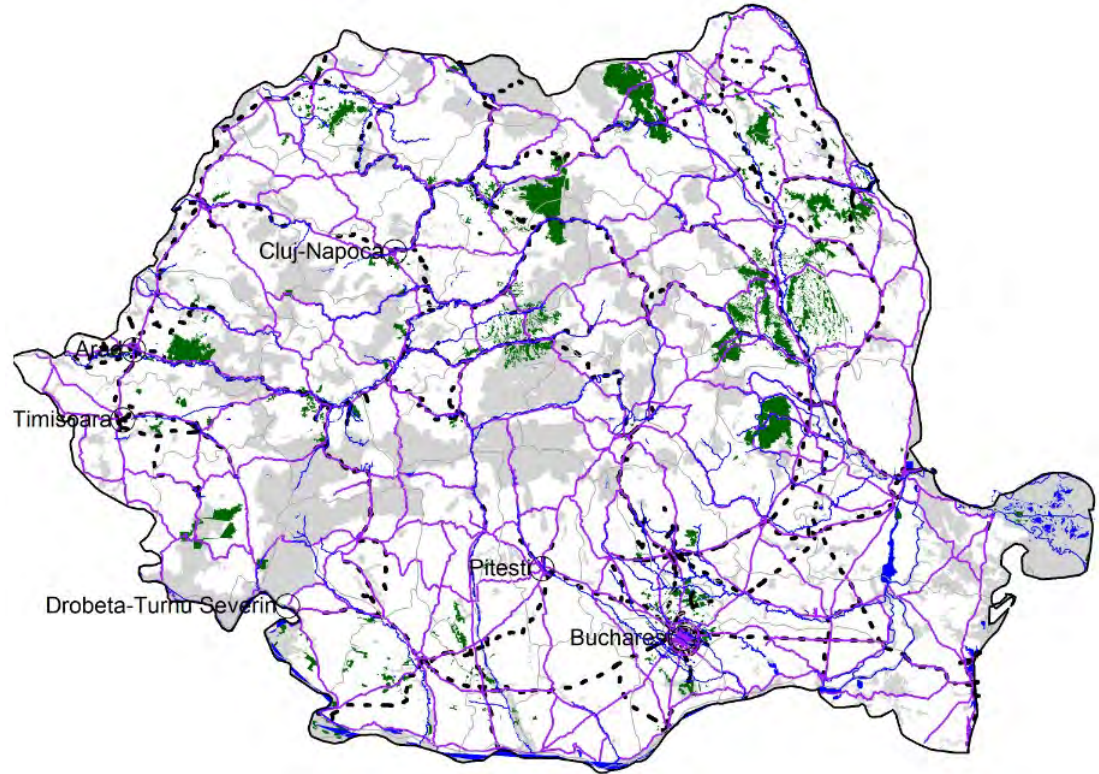 Cluj-Napoca
Arad
Timisoara
Pitesti
Drobeta-Turnu Severin
Bucharest